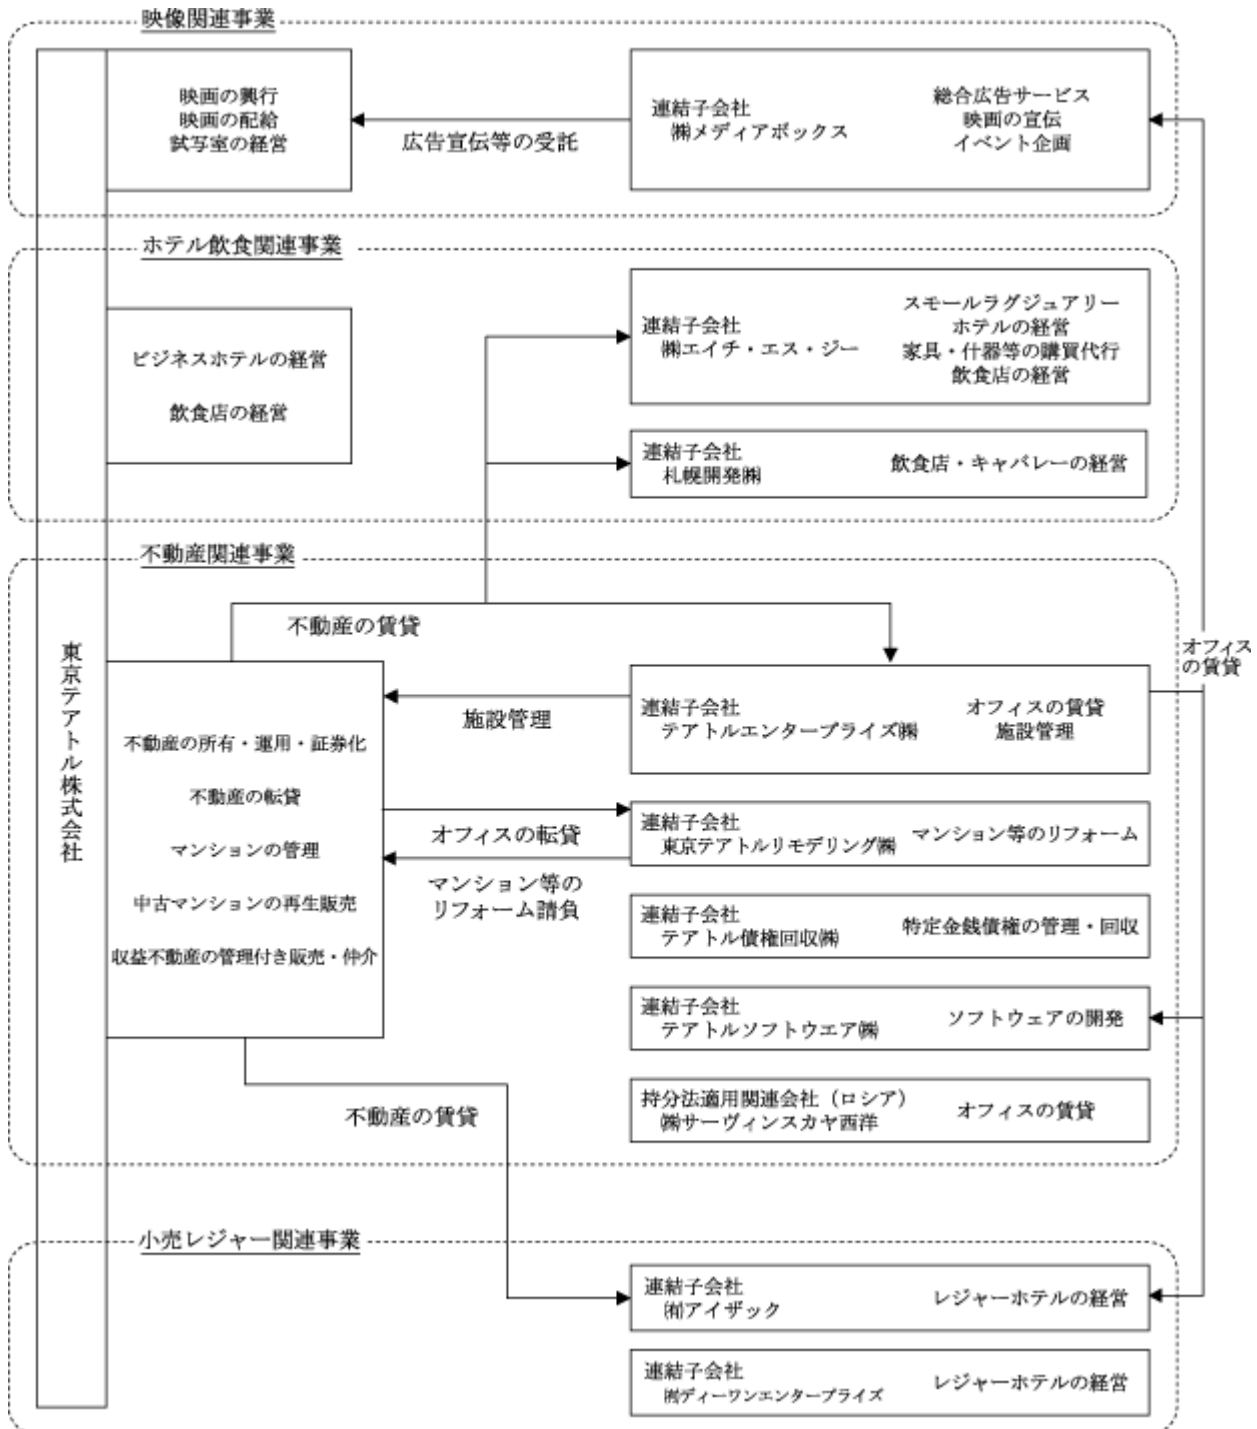 映像関連事業
映画の興行
映画の配給
試写室の経営
広告宣伝等の受託
連結子会社
㈱メディアボックス
総合広告サービス
映画の宣伝
イベント企画
ホテル飲食関連事業
ビジネスホテルの経営
飲食店の経営
連結子会社
㈱エイチ・エス・ジー
スモールラグジュアリー
ホテルの経営
家具・什器等の購買代行
飲食店の経営
連結子会社
札幌開発㈱
飲食店・キャバレーの経営
不動産関連事業
不動産の賃貸
東京テアトル株式会社
オフィス
の賃貸
不動産の所有・運用・証券化
不動産の転貸
マンションの管理
中古マンションの再生販売
収益不動産の管理付き販売・仲介
施設管理
連結子会社
テアトルエンタープライズ㈱
オフィスの賃貸
施設管理
オフィスの転貸
マンション等の
リフォーム請負
連結子会社
東京テアトルリモデリング㈱
マンション等のリフォーム
連結子会社
テアトル債権回収㈱
特定金銭債権の管理・回収
連結子会社
テアトルソフトウエア㈱
ソフトウェアの開発
持分法適用関連会社（ロシア）
㈱サーヴィンスカヤ西洋
オフィスの賃貸
不動産の賃貸
小売レジャー関連事業
連結子会社
㈲アイザック
レジャーホテルの経営
連結子会社
㈲ディーワンエンタープライズ
レジャーホテルの経営